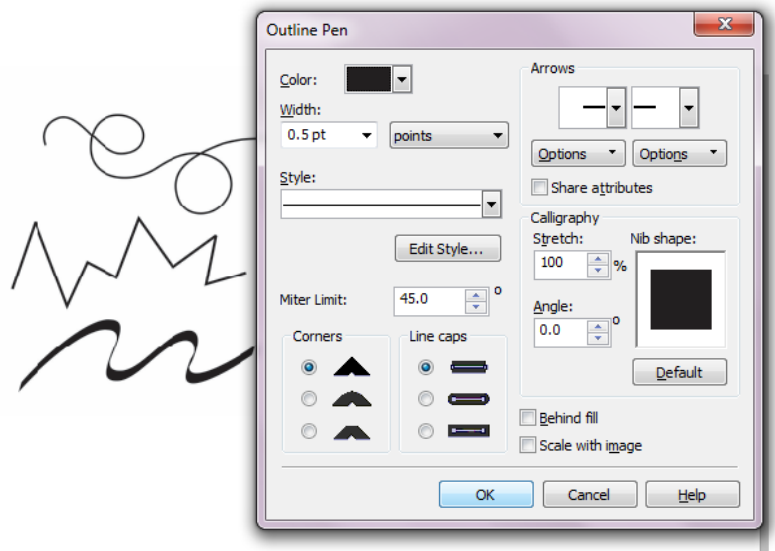 Outline Pen
x
Color:
Width:
0.5 pt
points
Style:
Edit Style...
Miter Limit:
45.0
o
Corners
Line caps
Arrows
Options
Options
Share attributes
Calligraphy
Stretch:
Nib shape:
100
%
Angle:
0.0
o
Default
Behind fill
Scale with image
OK
Cancel
Help